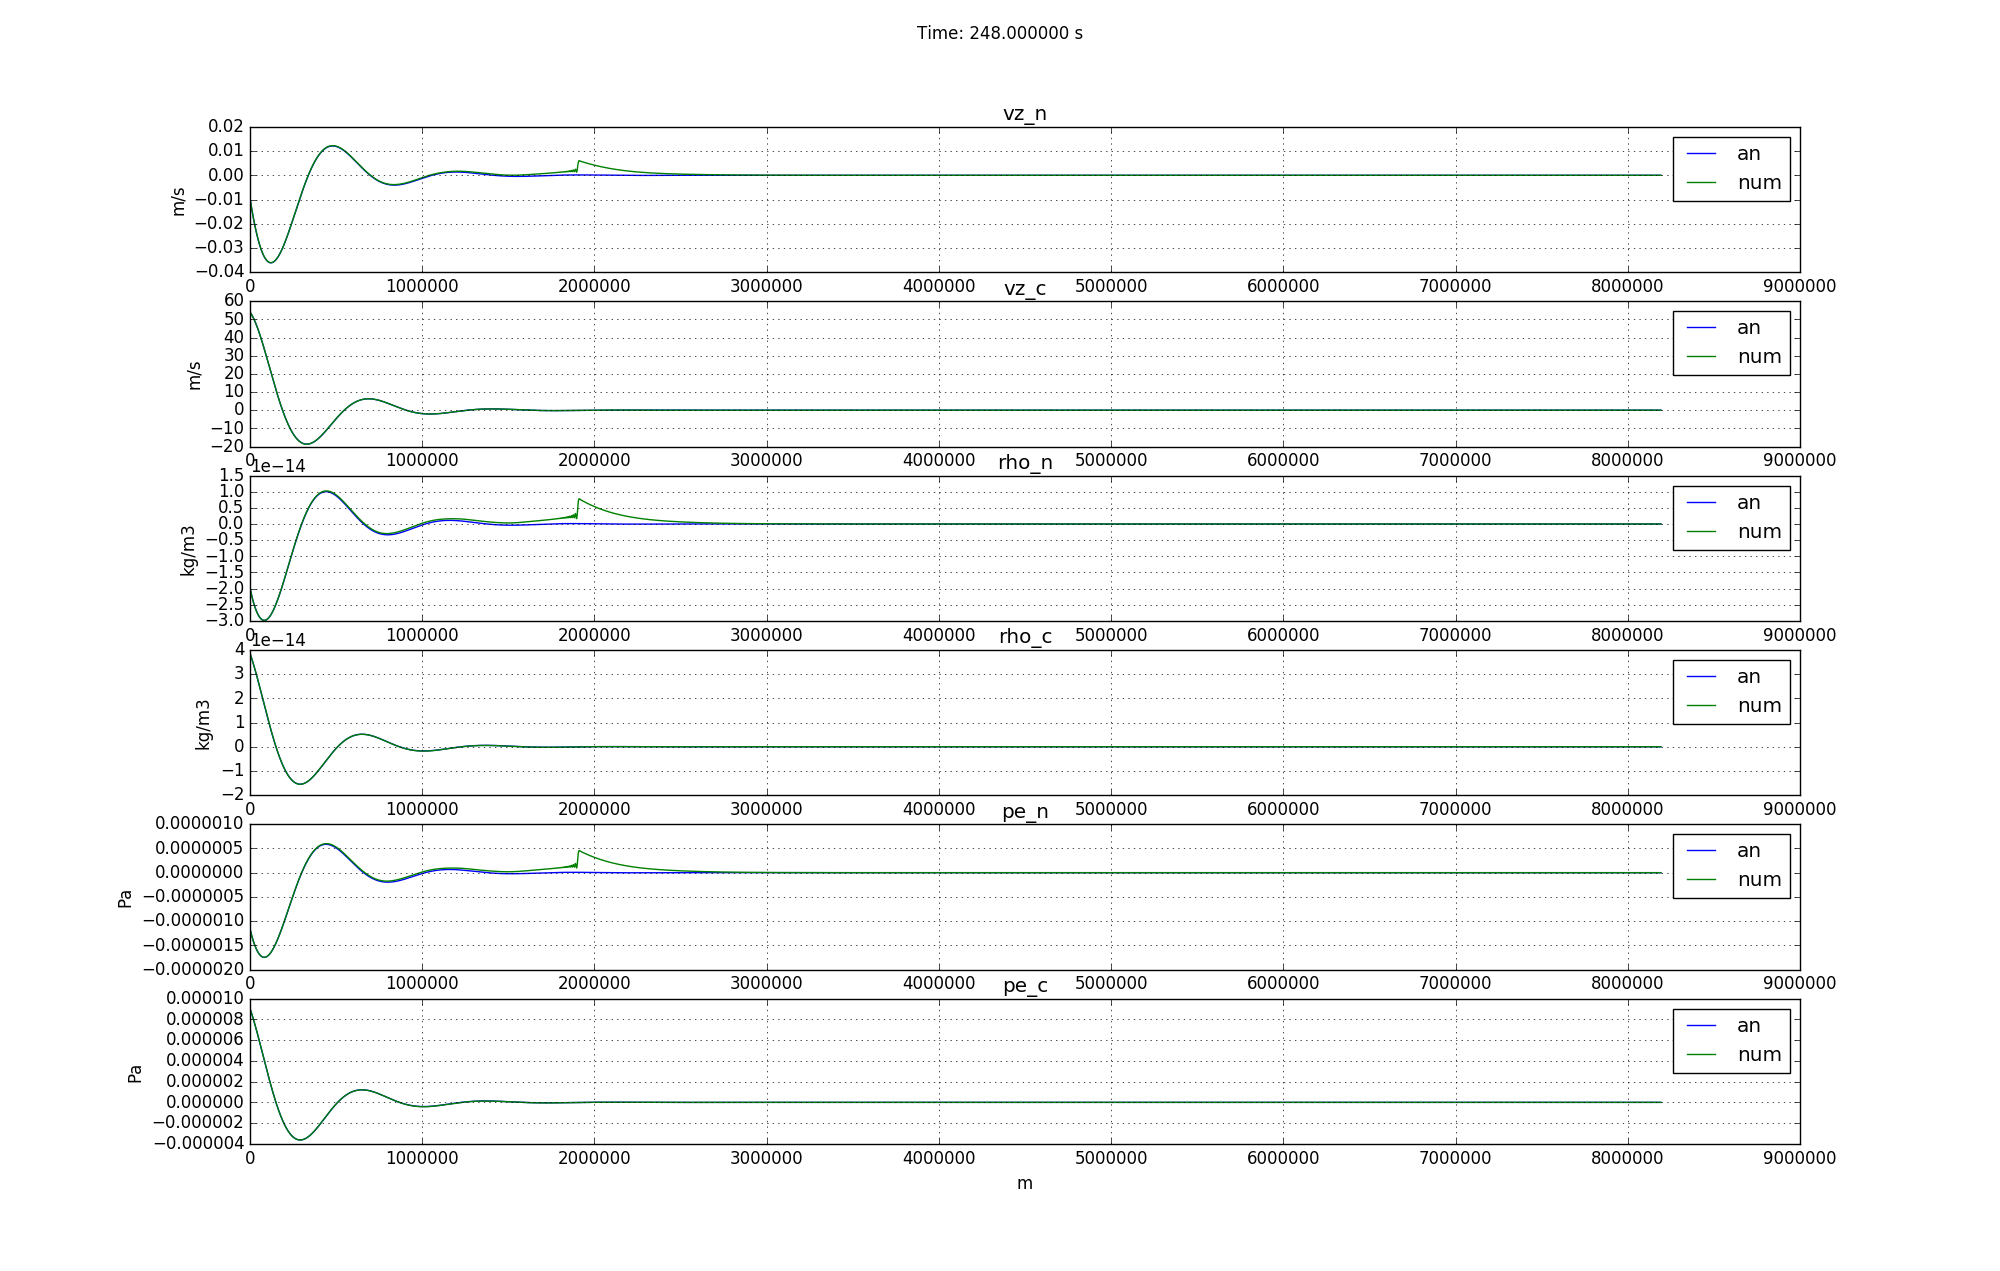 Time: 248.000000 s
vz_n
0.02
0.01
0.00
−0.01
−0.02
−0.03
−0.04
m/s
an
num
0 1000000 2000000 3000000 4000000 5000000 6000000 7000000 8000000 9000000
vz_c
60
50
40
30
20
10
0
−10
−20
m/s
an
num
0 1000000 2000000 3000000 4000000 5000000 6000000 7000000 8000000 9000000
1e−14
rho_n
1.5
1.0
0.5
0.0
−0.5
−1.0
−1.5
−2.0
−2.5
−3.0
kg/m3
an
num
0 1000000 2000000 3000000 4000000 5000000 6000000 7000000 8000000 9000000
1e−14
rho_c
4
3
2
1
0
−1
−2
kg/m3
an
num
0 1000000 2000000 3000000 4000000 5000000 6000000 7000000 8000000 9000000
pe_n
0.0000010
0.0000005
0.0000000
−0.0000005
−0.0000010
−0.0000015
−0.0000020
Pa
an
num
0 1000000 2000000 3000000 4000000 5000000 6000000 7000000 8000000 9000000
pe_c
0.000010
0.000008
0.000006
0.000004
0.000002
0.000000
−0.000002
−0.000004
Pa
an
num
0 1000000 2000000 3000000 4000000 5000000 6000000 7000000 8000000 9000000
m